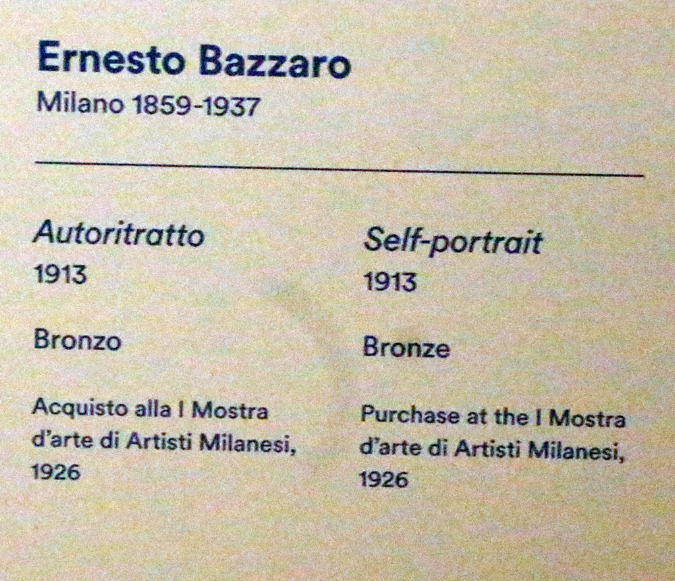 Ernesto Bazzaro
Milano 1859-1937
Autoritratto
1913
Bronzo
Acquisto alla I Mostra
d'arte di Artisti Milanesi,
1926
Self-portrait
1913
Bronze
Purchase at the I Mostra
d'arte di Artisti Milanesi,
1926